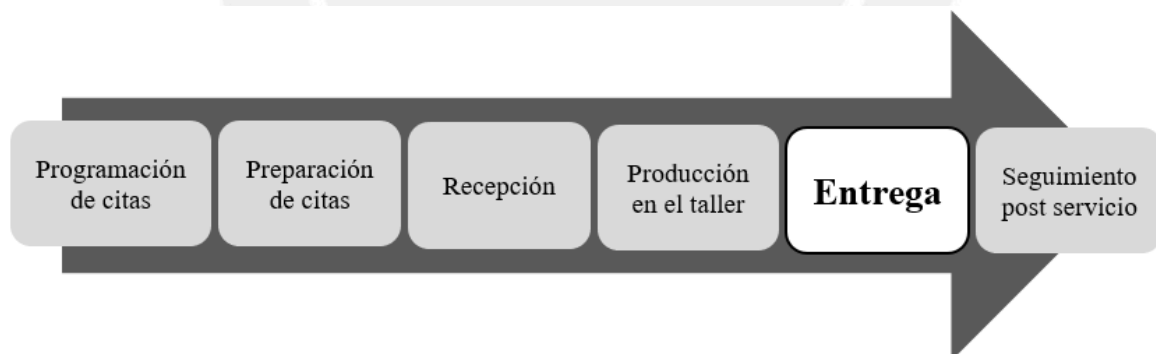 Programación
de citas
Preparación
de citas
Recepción
Producción
en el taller
Entrega
Seguimiento
post servicio